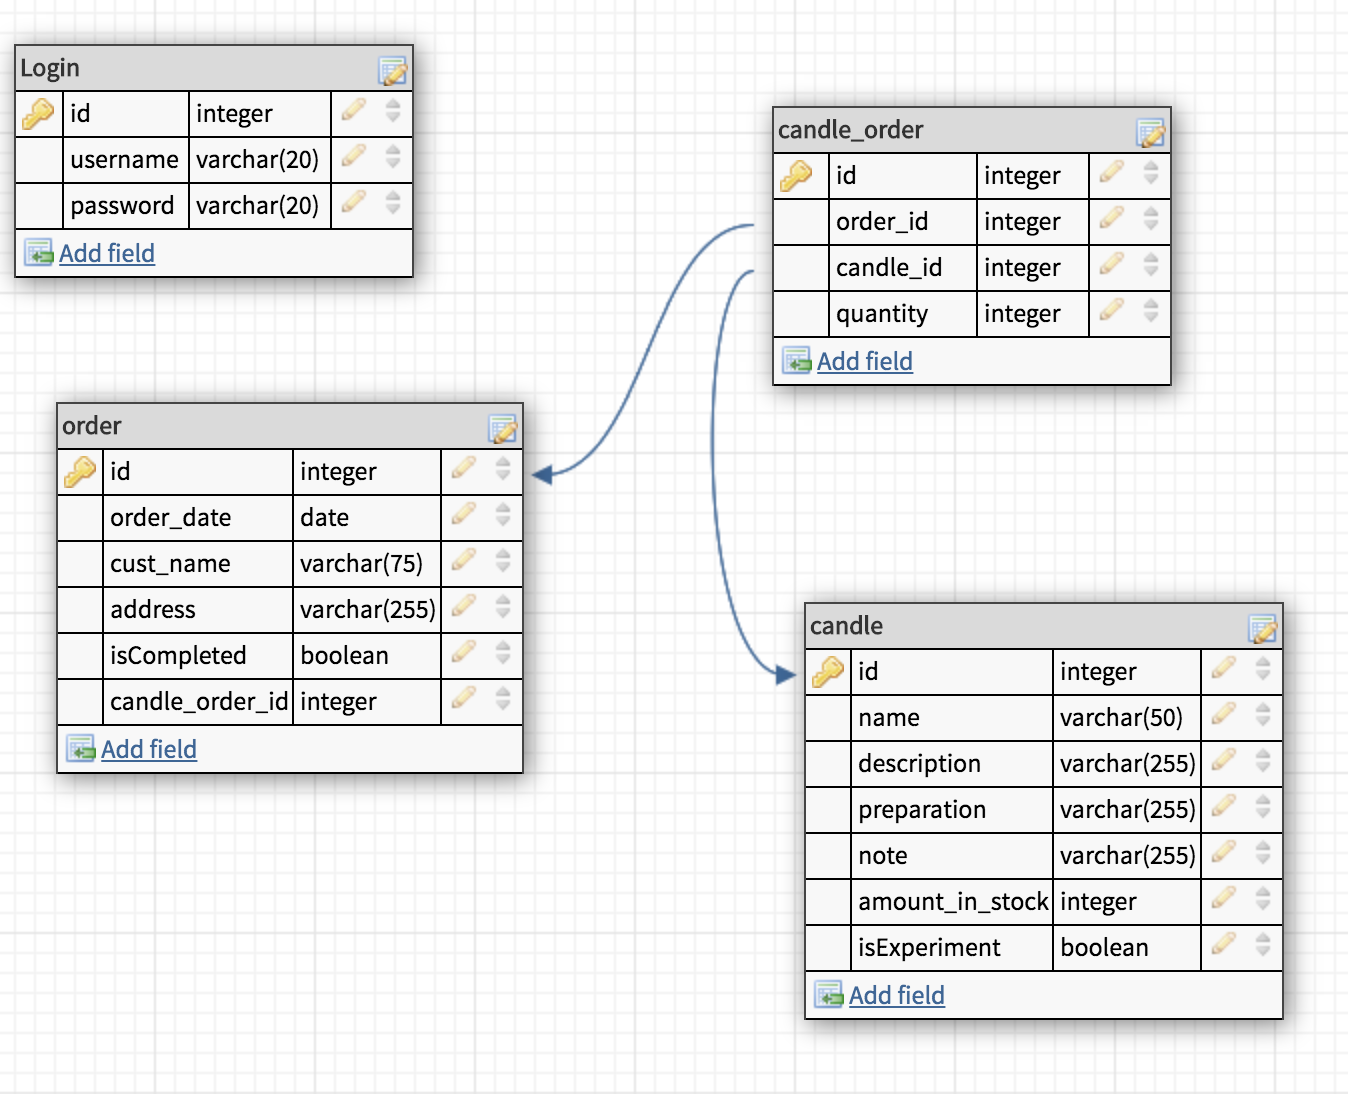 Login
id integer
username varchar(20)
password varchar(20)
Add field
candle_order
id integer
order_id integer
candle_id integer
quantity integer
Add field
order
id integer
order_date date
cust_name varchar(75)
address varchar(255)
isCompleted boolean
candle_order_id integer
Add field
candle
id integer
name varchar(50)
description varchar(255)
preparation varchar(255)
note varchar(255)
amount_in_stock integer
isExperiment boolean
Add field